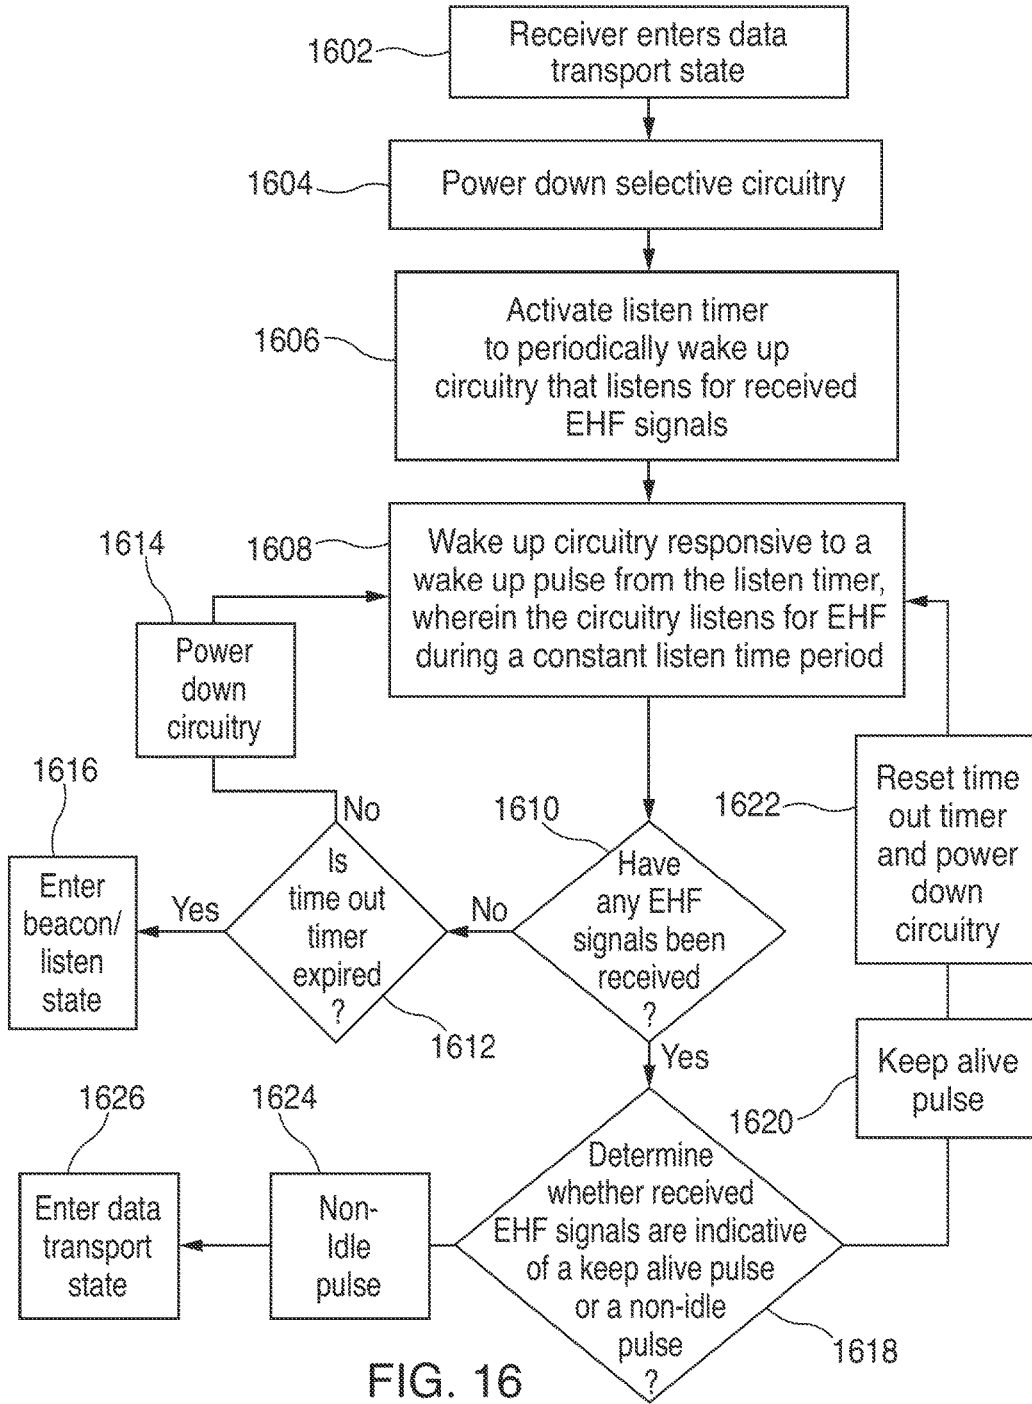 1602
Receiver enters data
transport state
1604
Power down selective circuitry
1606
Activate listen timer
to periodically wake up
circuitry that listens for received
EHF signals
1608
Wake up circuitry responsive to a
wake up pulse from the listen timer,
wherein the circuitry listens for EHF
during a constant listen time period
1614
Power
down
circuitry
1616
Enter
beacon/
listen
state
Yes
No
Is
time out
timer
expired
?
1612
No
1610
Have
any EHF
signals been
received
?
Yes
1622
Reset time
out timer
and power
down
circuitry
1620
Keep alive
pulse
1626
Enter data
transport
state
1624
Non-
Idle
pulse
Determine
whether received
EHF signals are indicative
of a keep alive pulse
or a non-idle
pulse
?
1618
FIG. 16